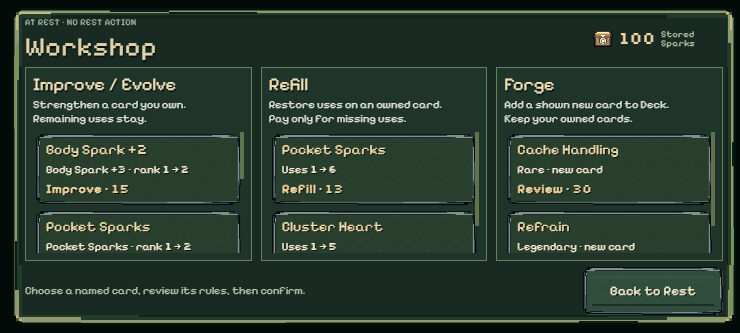 AT REST · NO REST ACTION
Workshop
100 Stored Sparks
Improve / Evolve
Strengthen a card you own.
Remaining uses stay.
Body Spark +2
Body Spark +3 · rank 1 → 2
Improve · 15
Pocket Sparks
Pocket Sparks · rank 1 → 2
Refill
Restore uses on an owned card.
Pay only for missing uses.
Pocket Sparks
Uses 1 → 6
Refill · 13
Cluster Heart
Uses 1 → 5
Forge
Add a shown new card to Deck.
Keep your owned cards.
Cache Handling
Rare · new card
Review · 30
Refrain
Legendary · new card
Choose a named card, review its rules, then confirm.
Back to Rest